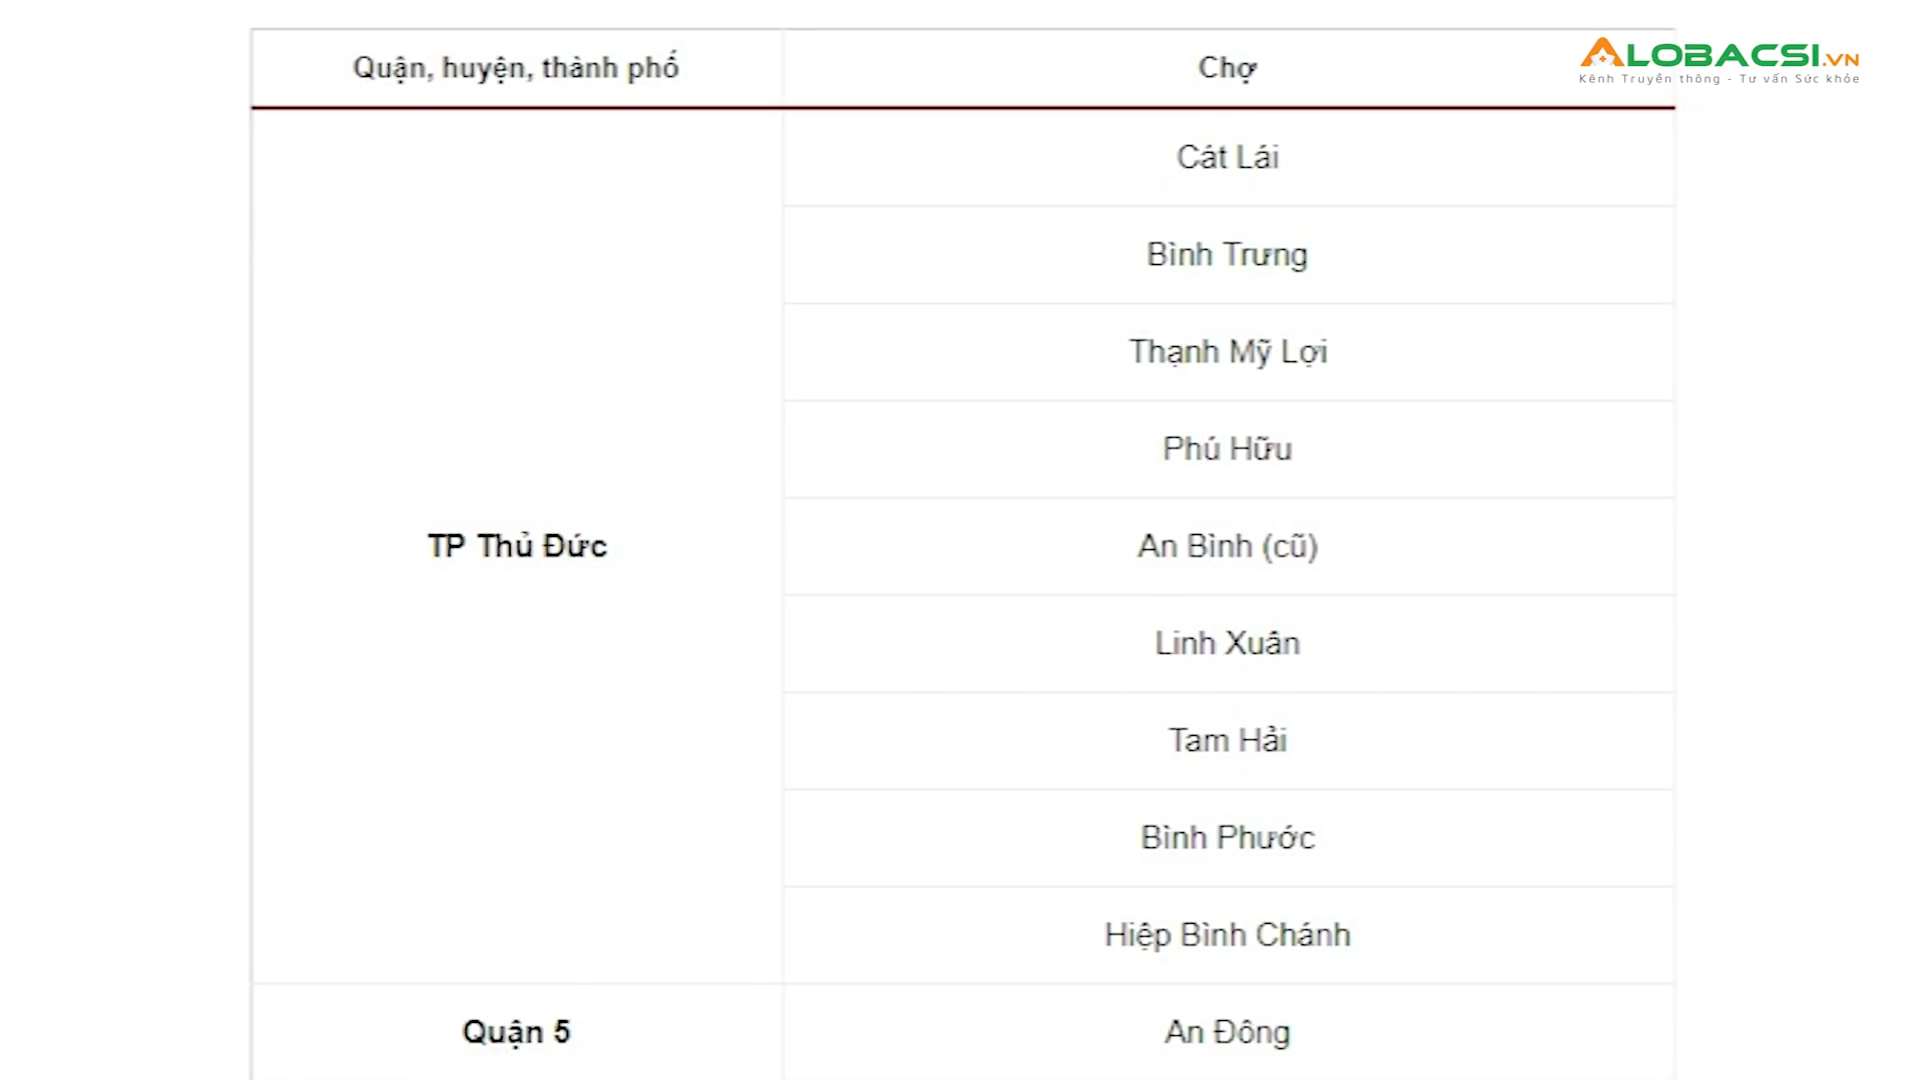 Quận, huyện, thành phố
Chợ
ALOBACSI.VN
Kênh Truyền thông - Tư vấn Sức khỏe
TP Thủ Đức
Cát Lái
Bình Trưng
Thạnh Mỹ Lợi
Phú Hữu
An Bình (cũ)
Linh Xuân
Tam Hải
Bình Phước
Hiệp Bình Chánh
Quận 5
An Đông